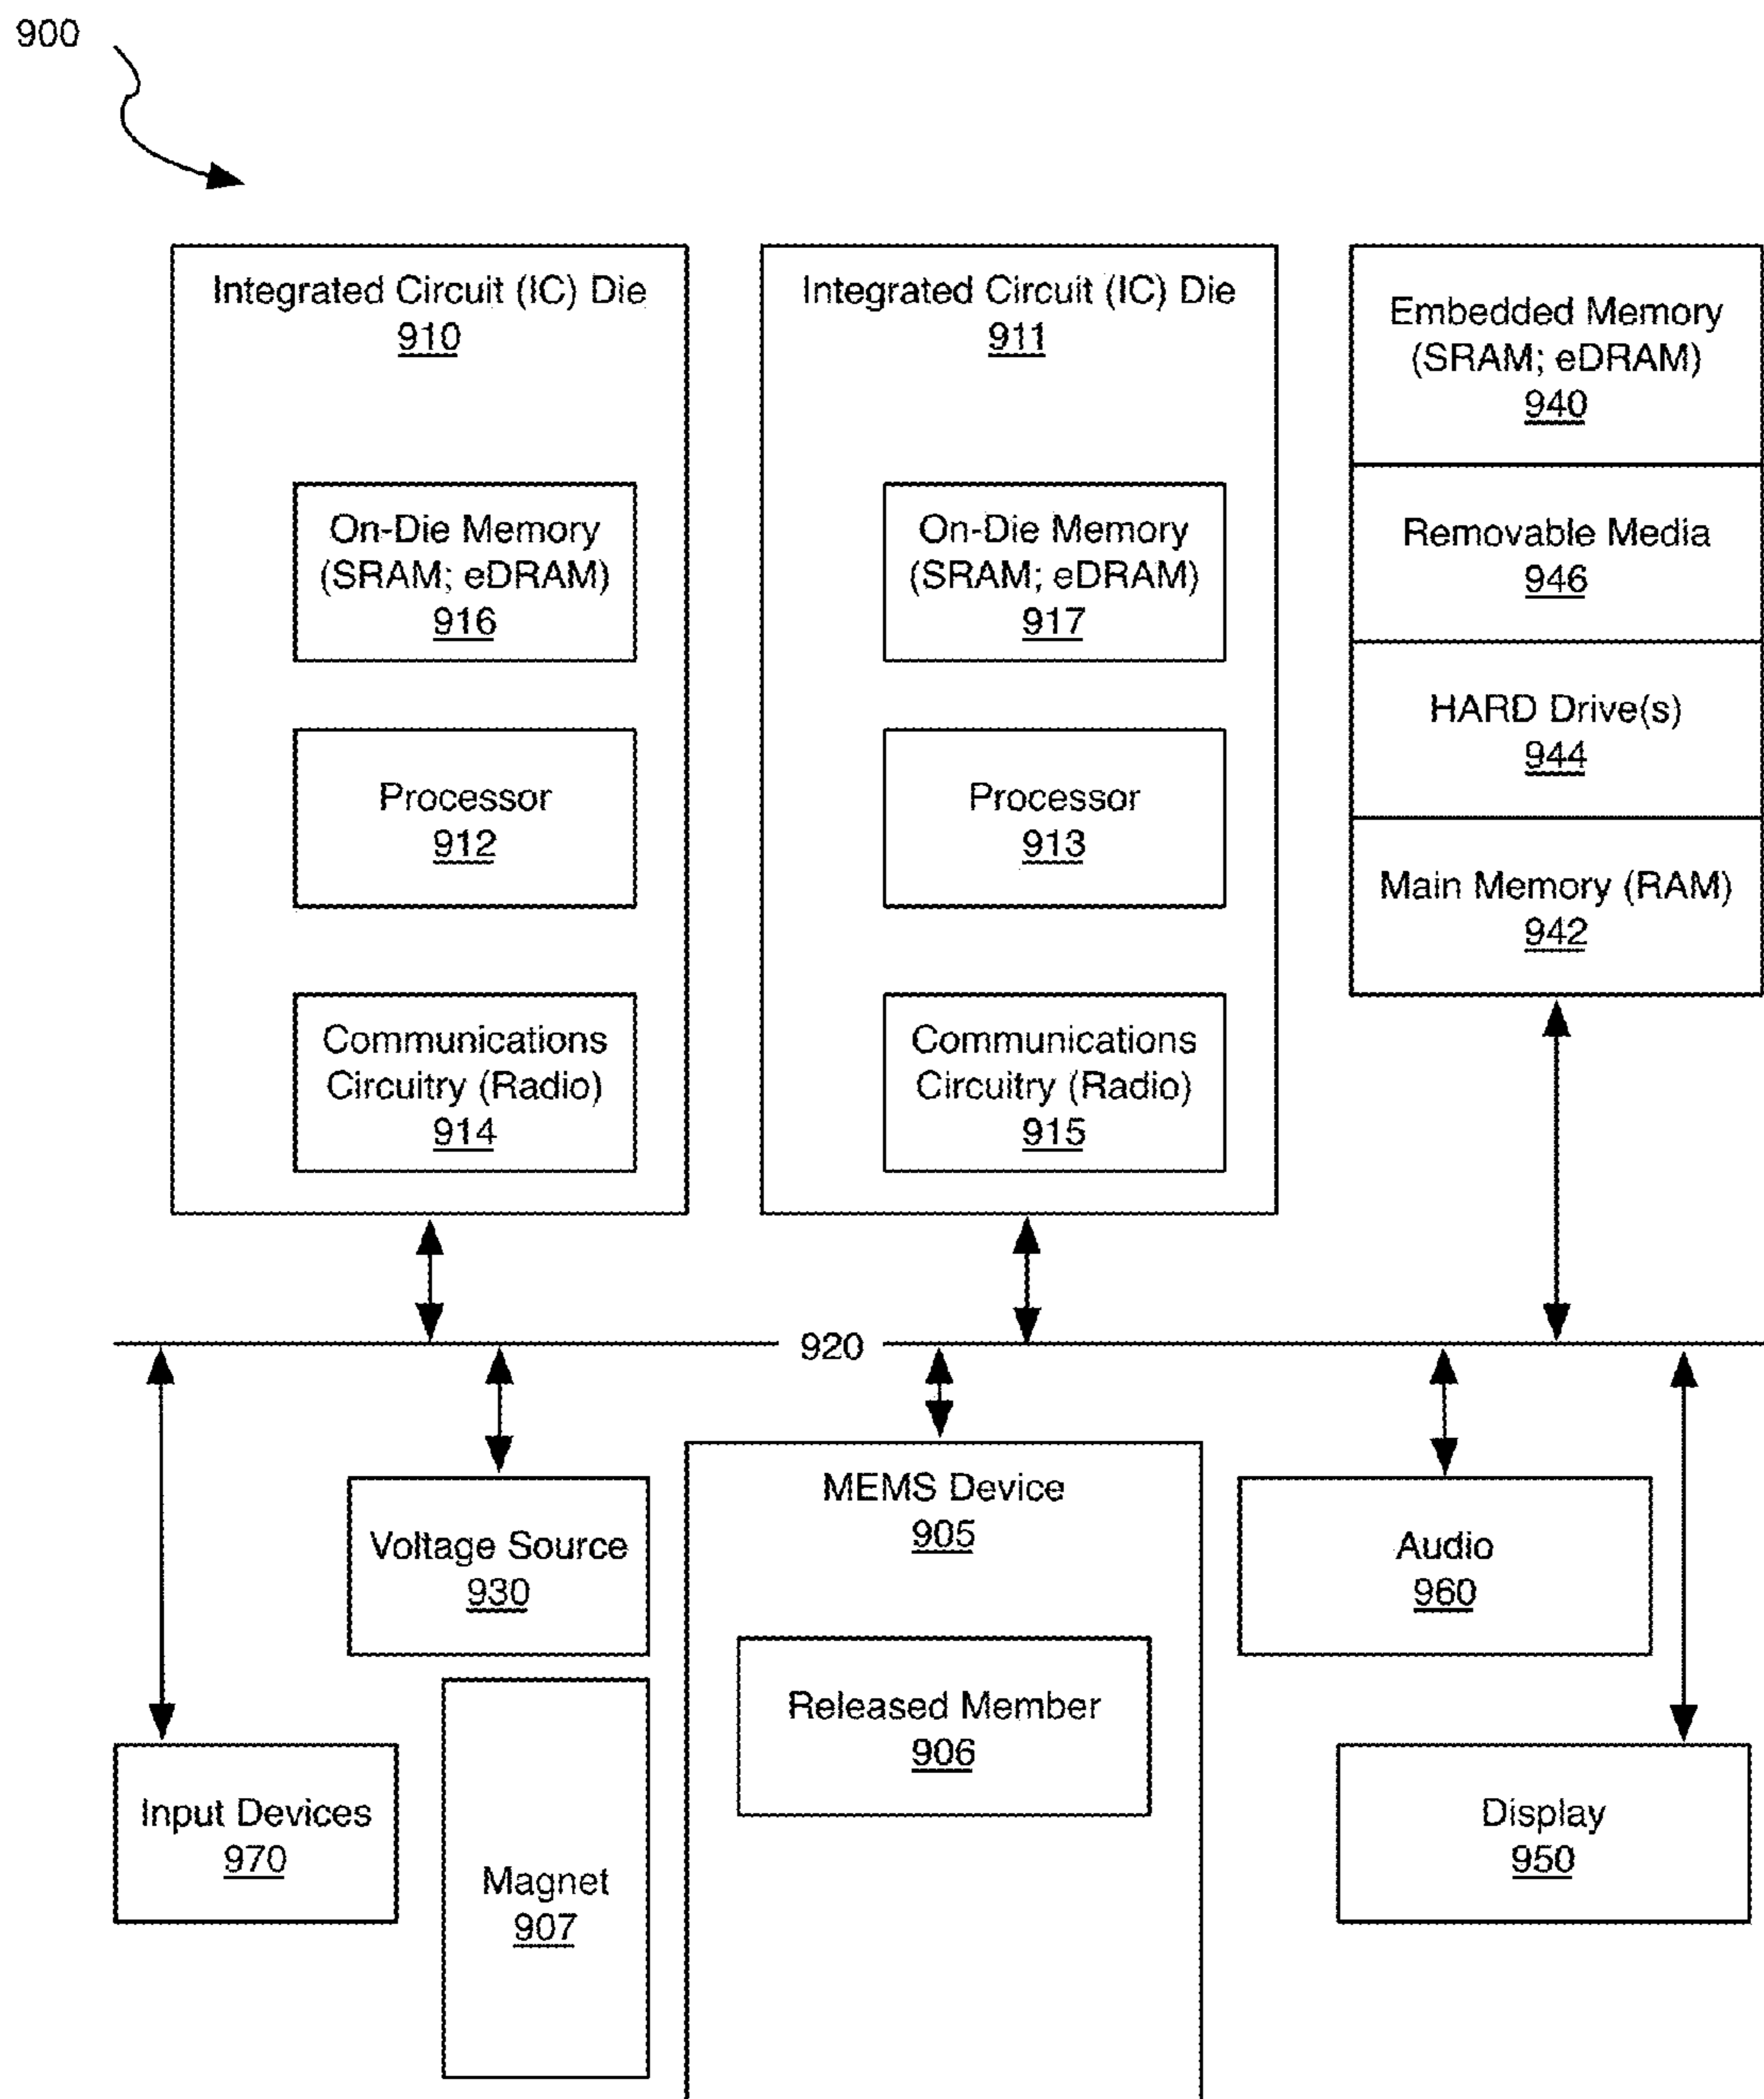 900
Integrated Circuit (IC) Die
910
On-Die Memory
(SRAM; eDRAM)
916
Processor
912
Communications
Circuitry (Radio)
914
Integrated Circuit (IC) Die
911
On-Die Memory
(SRAM; eDRAM)
917
Processor
913
Communications
Circuitry (Radio)
915
Embedded Memory
(SRAM; eDRAM)
940
Removable Media
946
HARD Drive(s)
944
Main Memory (RAM)
942
920
Voltage Source
930
MEMS Device
905
Audio
960
Released Member
906
Input Devices
970
Magnet
907
Display
950